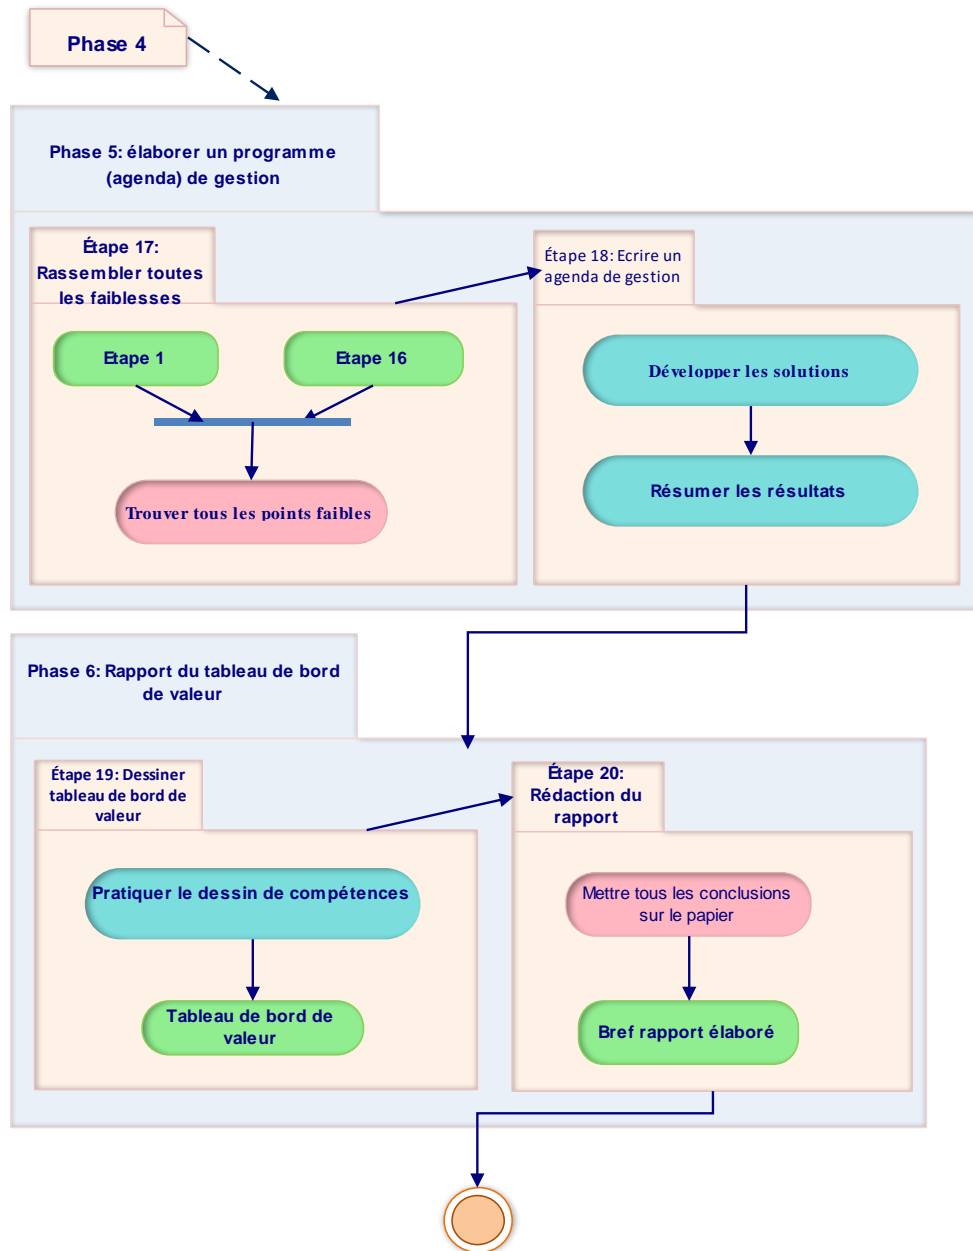 Phase 4
Phase 5: élaborer un programme
(agenda) de gestion
Étape 17:
Rassembler toutes
les faiblesses
Étape 18: Ecrire un
agenda de gestion
Etape 1
Etape 16
Développer les solutions
Trouver tous les points faibles
Résumer les résultats
Phase 6: Rapport du tableau de bord
de valeur
Étape 19: Dessiner
tableau de bord de
valeur
Étape 20:
Rédaction du
rapport
Pratiquer le dessin de compétences
Mettre tous les conclusions
sur le papier
Tableau de bord de
valeur
Bref rapport élaboré